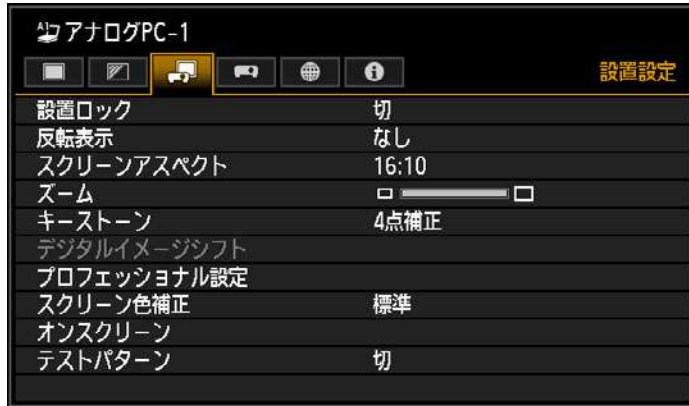 アナログPC-1
設置設定
設置ロック 切
反転表示 なし
スクリーンアスペクト 16:10
ズーム
キーストーン 4点補正
デジタルイメージシフト
プロフェッショナル設定
スクリーン色補正 標準
オンスクリーン
テストパターン 切